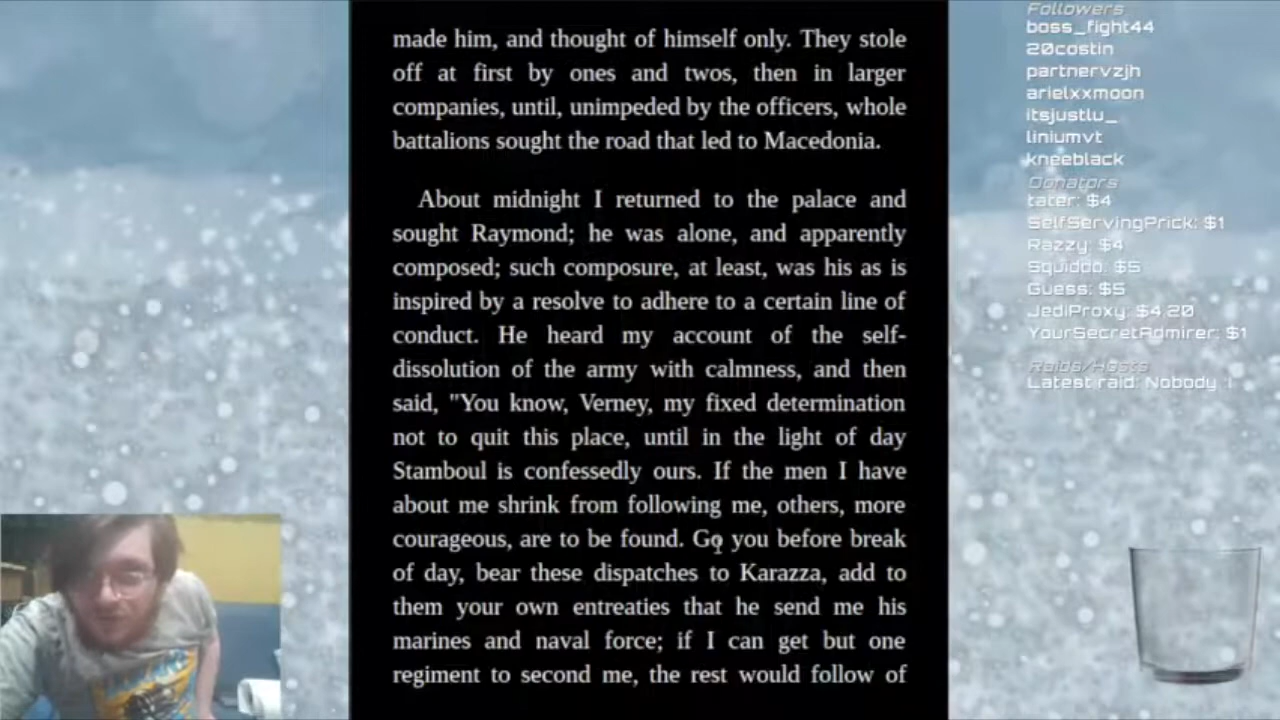 made him, and thought of himself only. They stole
off at first by ones and twos, then in larger
companies, until, unimpeded by the officers, whole
battalions sought the road that led to Macedonia.
About midnight I returned to the palace and
sought Raymond; he was alone, and apparently
composed; such composure, at least, was his as is
inspired by a resolve to adhere to a certain line of
conduct. He heard my account of the self-
dissolution of the army with calmness, and then
said, "You know, Verney, my fixed determination
not to quit this place, until in the light of day
Stamboul is confessedly ours. If the men I have
about me shrink from following me, others, more
courageous, are to be found. Go you before break
of day, bear these dispatches to Karazza, add to
them your own entreaties that he send me his
marines and naval force; if I can get but one
regiment to second me, the rest would follow of
Followers
boss_fight44
20costin
partnervzjh
arielxxmoon
itsjustlu_
liniumvt
kneeblack
Donators
tater: $4
SelfServingPrick: $1
Razzy: $4
Squidoo: $5
Guess: $5
JediProxy: $4.20
YourSecretAdmirer: $1
Raids/Hosts
Latest raid: Nobody :(